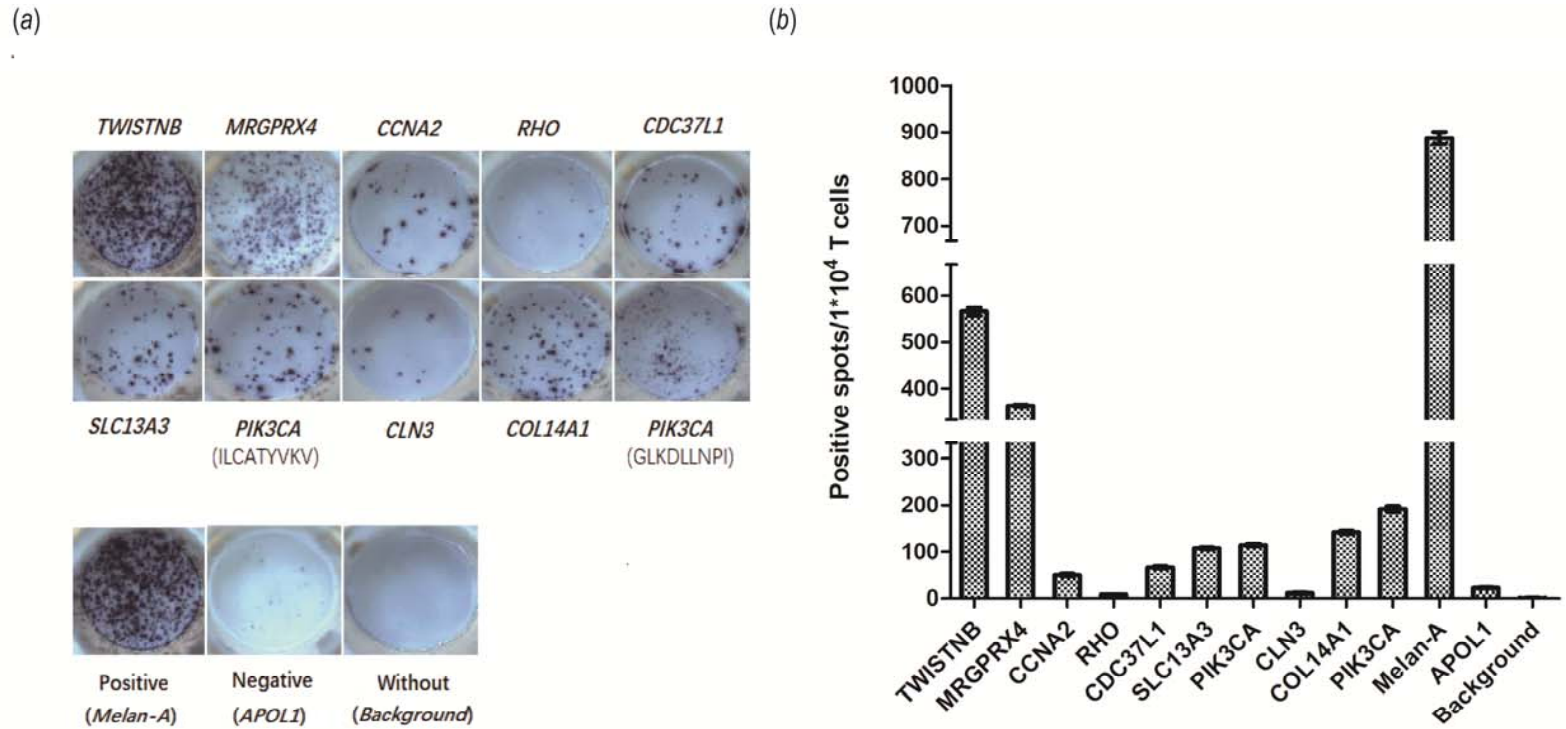 (a)
TWISTNB MRGPRX4 CCNA2 RHO CDC37L1
SLC13A3 PIK3CA CLN3 COL14A1 PIK3CA
(ILCATYVKV) (GLKDLLNPI)
Positive Negative Without
(Melan-A) (APOL1) (Background)
(b)
Positive spots/1*10⁴ T cells
1000
900
800
700
600
500
400
300
200
100
0
TWISTNB
MRGPRX4
CCNA2
RHO
CDC37L1
SLC13A3
PIK3CA
CLN3
COL14A1
PIK3CA
Melan-A
APOL1
Background